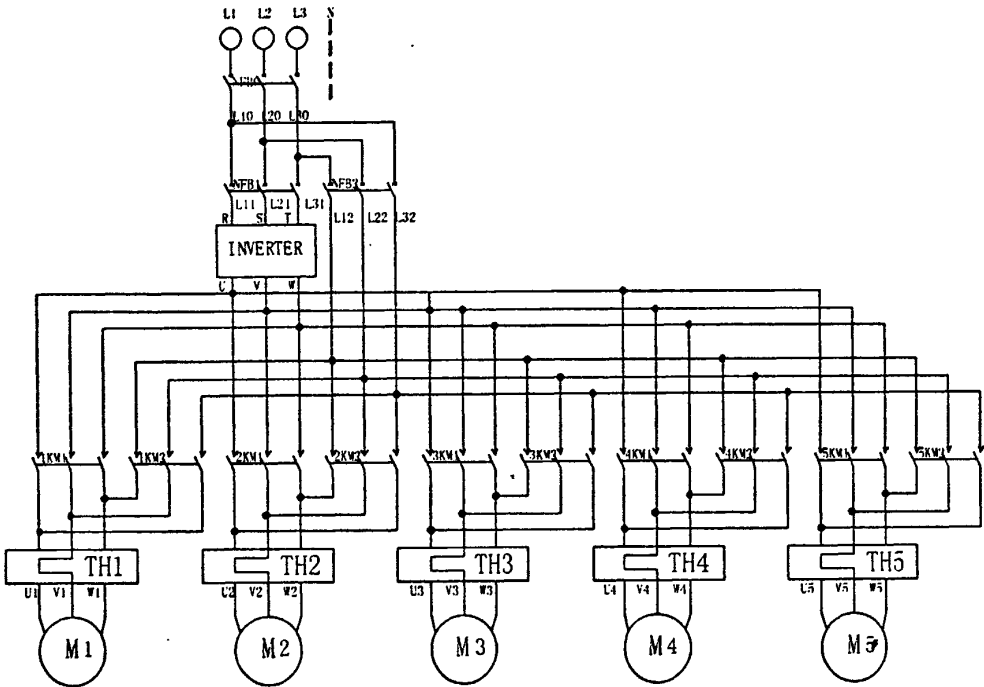 L1 L2 L3 N
L10 L20 L30
NFB1 NFB2
L11 L21 L31 L12 L22 L32
R S T
INVERTER
U V W
1KM1 1KM2 2KM1 2KM2 3KM1 3KM2 4KM1 4KM2 5KM1 5KM2
TH1 TH2 TH3 TH4 TH5
U1 V1 W1 U2 V2 W2 U3 V3 W3 U4 V4 W4 U5 V5 W5
M1 M2 M3 M4 M5